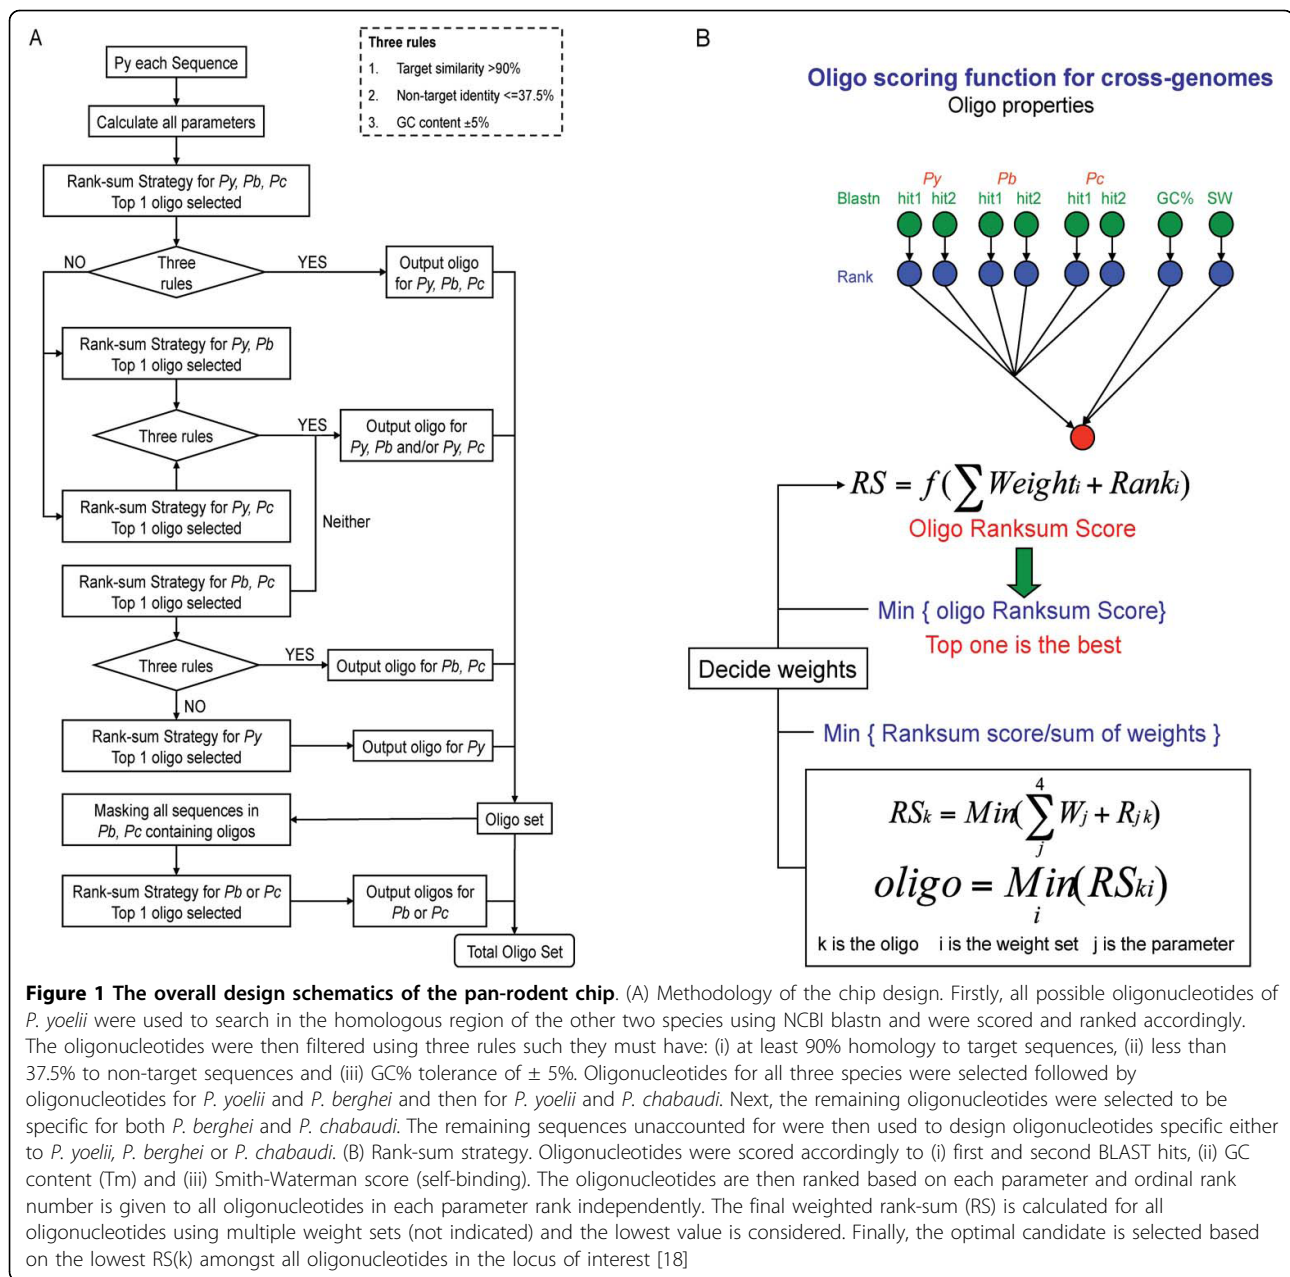 A
Py each Sequence
Calculate all parameters
Rank-sum Strategy for Py, Pb, Pc
Top 1 oligo selected
Three rules
1. Target similarity >90%
2. Non-target identity <=37.5%
3. GC content ±5%
NO
Three
rules
YES
Output oligo
for Py, Pb, Pc
Rank-sum Strategy for Py, Pb
Top 1 oligo selected
Three rules
YES
Output oligo for
Py, Pb and/or Py, Pc
Rank-sum Strategy for Py, Pc
Top 1 oligo selected
Neither
Rank-sum Strategy for Pb, Pc
Top 1 oligo selected
Three rules
YES
Output oligo for Pb, Pc
NO
Rank-sum Strategy for Py
Top 1 oligo selected
Output oligo for Py
Masking all sequences in
Pb, Pc containing oligos
Oligo set
Rank-sum Strategy for Pb or Pc
Top 1 oligo selected
Output oligos for
Pb or Pc
Total Oligo Set
B
Oligo scoring function for cross-genomes
Oligo properties
Py Pb Pc
Blastn hit1 hit2 hit1 hit2 hit1 hit2 GC% SW
Rank
RS = f(∑ Weighti + Ranki)
Oligo Ranksum Score
Min { oligo Ranksum Score}
Top one is the best
Decide weights
Min { Ranksum score/sum of weights }
4
RSk = Min(∑ Wj + Rjk)
j
oligo = Min(RSki)
i
k is the oligo i is the weight set j is the parameter
Figure 1 The overall design schematics of the pan-rodent chip. (A) Methodology of the chip design. Firstly, all possible oligonucleotides of
P. yoelii were used to search in the homologous region of the other two species using NCBI blastn and were scored and ranked accordingly.
The oligonucleotides were then filtered using three rules such they must have: (i) at least 90% homology to target sequences, (ii) less than
37.5% to non-target sequences and (iii) GC% tolerance of ± 5%. Oligonucleotides for all three species were selected followed by
oligonucleotides for P. yoelii and P. berghei and then for P. yoelii and P. chabaudi. Next, the remaining oligonucleotides were selected to be
specific for both P. berghei and P. chabaudi. The remaining sequences unaccounted for were then used to design oligonucleotides specific either
to P. yoelii, P. berghei or P. chabaudi. (B) Rank-sum strategy. Oligonucleotides were scored accordingly to (i) first and second BLAST hits, (ii) GC
content (Tm) and (iii) Smith-Waterman score (self-binding). The oligonucleotides are then ranked based on each parameter and ordinal rank
number is given to all oligonucleotides in each parameter rank independently. The final weighted rank-sum (RS) is calculated for all
oligonucleotides using multiple weight sets (not indicated) and the lowest value is considered. Finally, the optimal candidate is selected based
on the lowest RS(k) amongst all oligonucleotides in the locus of interest [18]